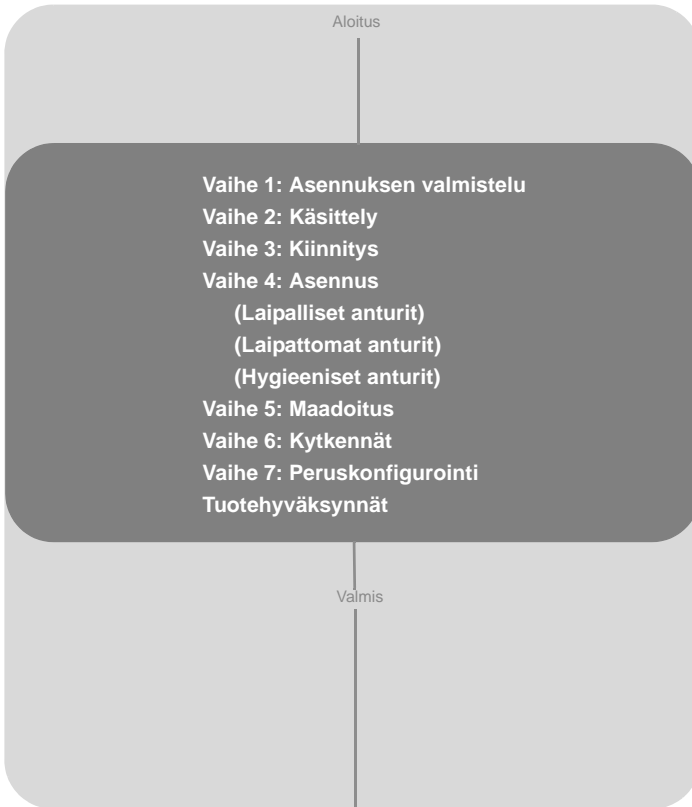 Aloitus
Vaihe 1: Asennuksen valmistelu
Vaihe 2: Käsittely
Vaihe 3: Kiinnitys
Vaihe 4: Asennus
(Laipalliset anturit)
(Laipattomat anturit)
(Hygieeniset anturit)
Vaihe 5: Maadoitus
Vaihe 6: Kytkennät
Vaihe 7: Peruskonfigurointi
Tuotehyväksynnät
Valmis